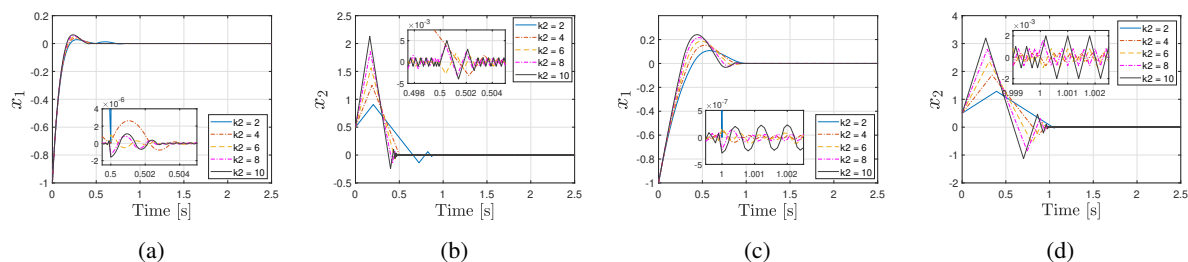 0.2
0
-0.2
-0.4
-0.6
-0.8
-1
x1
0 0.5 1 1.5 2 2.5
Time [s]
×10-6
4
2
0
-2
0.5 0.502 0.504
k2 = 2
k2 = 4
k2 = 6
k2 = 8
k2 = 10
(a)
2.5
2
1.5
1
0.5
0
-0.5
x2
0 0.5 1 1.5 2 2.5
Time [s]
×10-3
5
0
-5
0.498 0.5 0.502 0.504
k2 = 2
k2 = 4
k2 = 6
k2 = 8
k2 = 10
(b)
0.2
0
-0.2
-0.4
-0.6
-0.8
-1
x1
0 0.5 1 1.5 2 2.5
Time [s]
×10-7
5
0
-5
1 1.001 1.002
k2 = 2
k2 = 4
k2 = 6
k2 = 8
k2 = 10
(c)
4
3
2
1
0
-1
-2
x2
0 0.5 1 1.5 2 2.5
Time [s]
×10-3
2
0
-2
0.999 1 1.001 1.002
k2 = 2
k2 = 4
k2 = 6
k2 = 8
k2 = 10
(d)